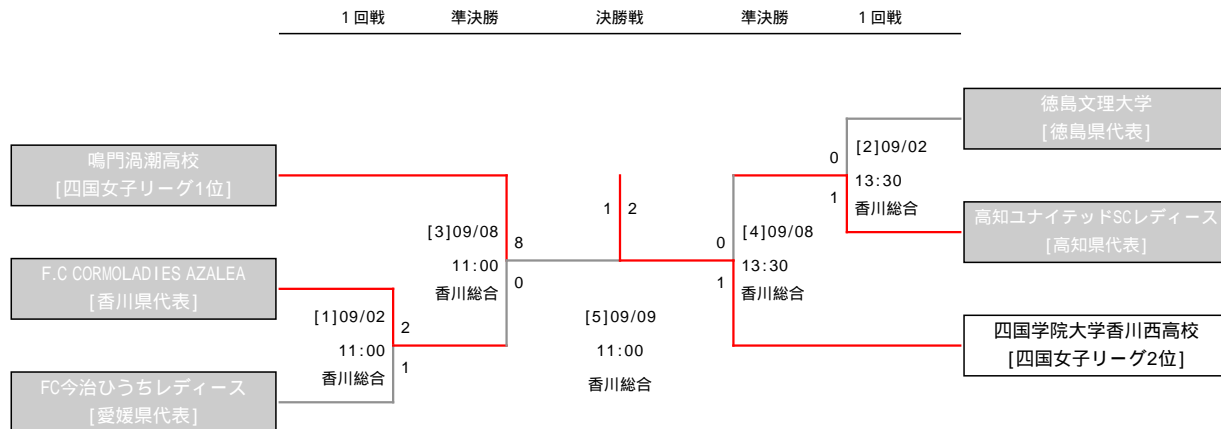 1回戦 準決勝 決勝戦 準決勝 1回戦
徳島文理大学
[徳島県代表]
0 [2]09/02
13:30
1 香川総合
鳴門渦潮高校
[四国女子リーグ1位]
1 2
高知ユナイテッドSCレディース
[高知県代表]
[3]09/08 8
11:00
香川総合 0
0 [4]09/08
13:30
1 香川総合
F.C CORMOLADIES AZALEA
[香川県代表]
[1]09/02 2
11:00
香川総合 1
[5]09/09
11:00
香川総合
四国学院大学香川西高校
[四国女子リーグ2位]
FC今治ひうちレディース
[愛媛県代表]